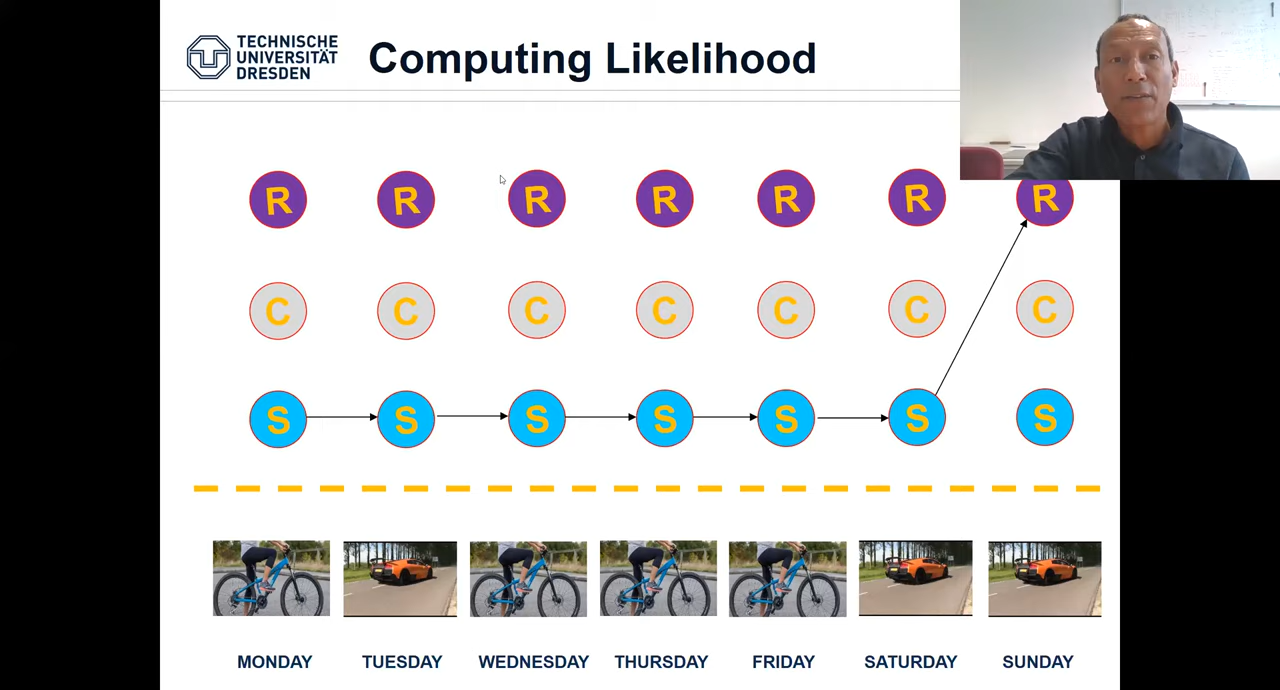 TECHNISCHE
UNIVERSITÄT
DRESDEN
Computing Likelihood
R R R R R R R
C C C C C C C
S S S S S S S
MONDAY TUESDAY WEDNESDAY THURSDAY FRIDAY SATURDAY SUNDAY